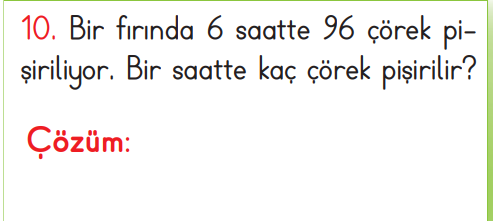 10. Bir fırında 6 saatte 96 çörek pi-
şiriliyor. Bir saatte kaç çörek pişirilir?
Çözüm: